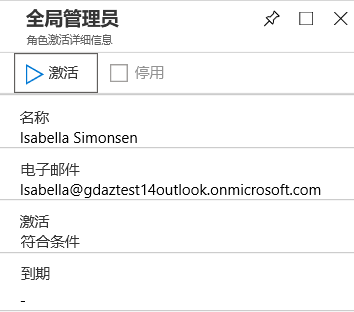 全局管理员
角色激活详细信息
激活 停用
名称
Isabella Simonsen
电子邮件
Isabella@gdaztest14outlook.onmicrosoft.com
激活
符合条件
到期
-